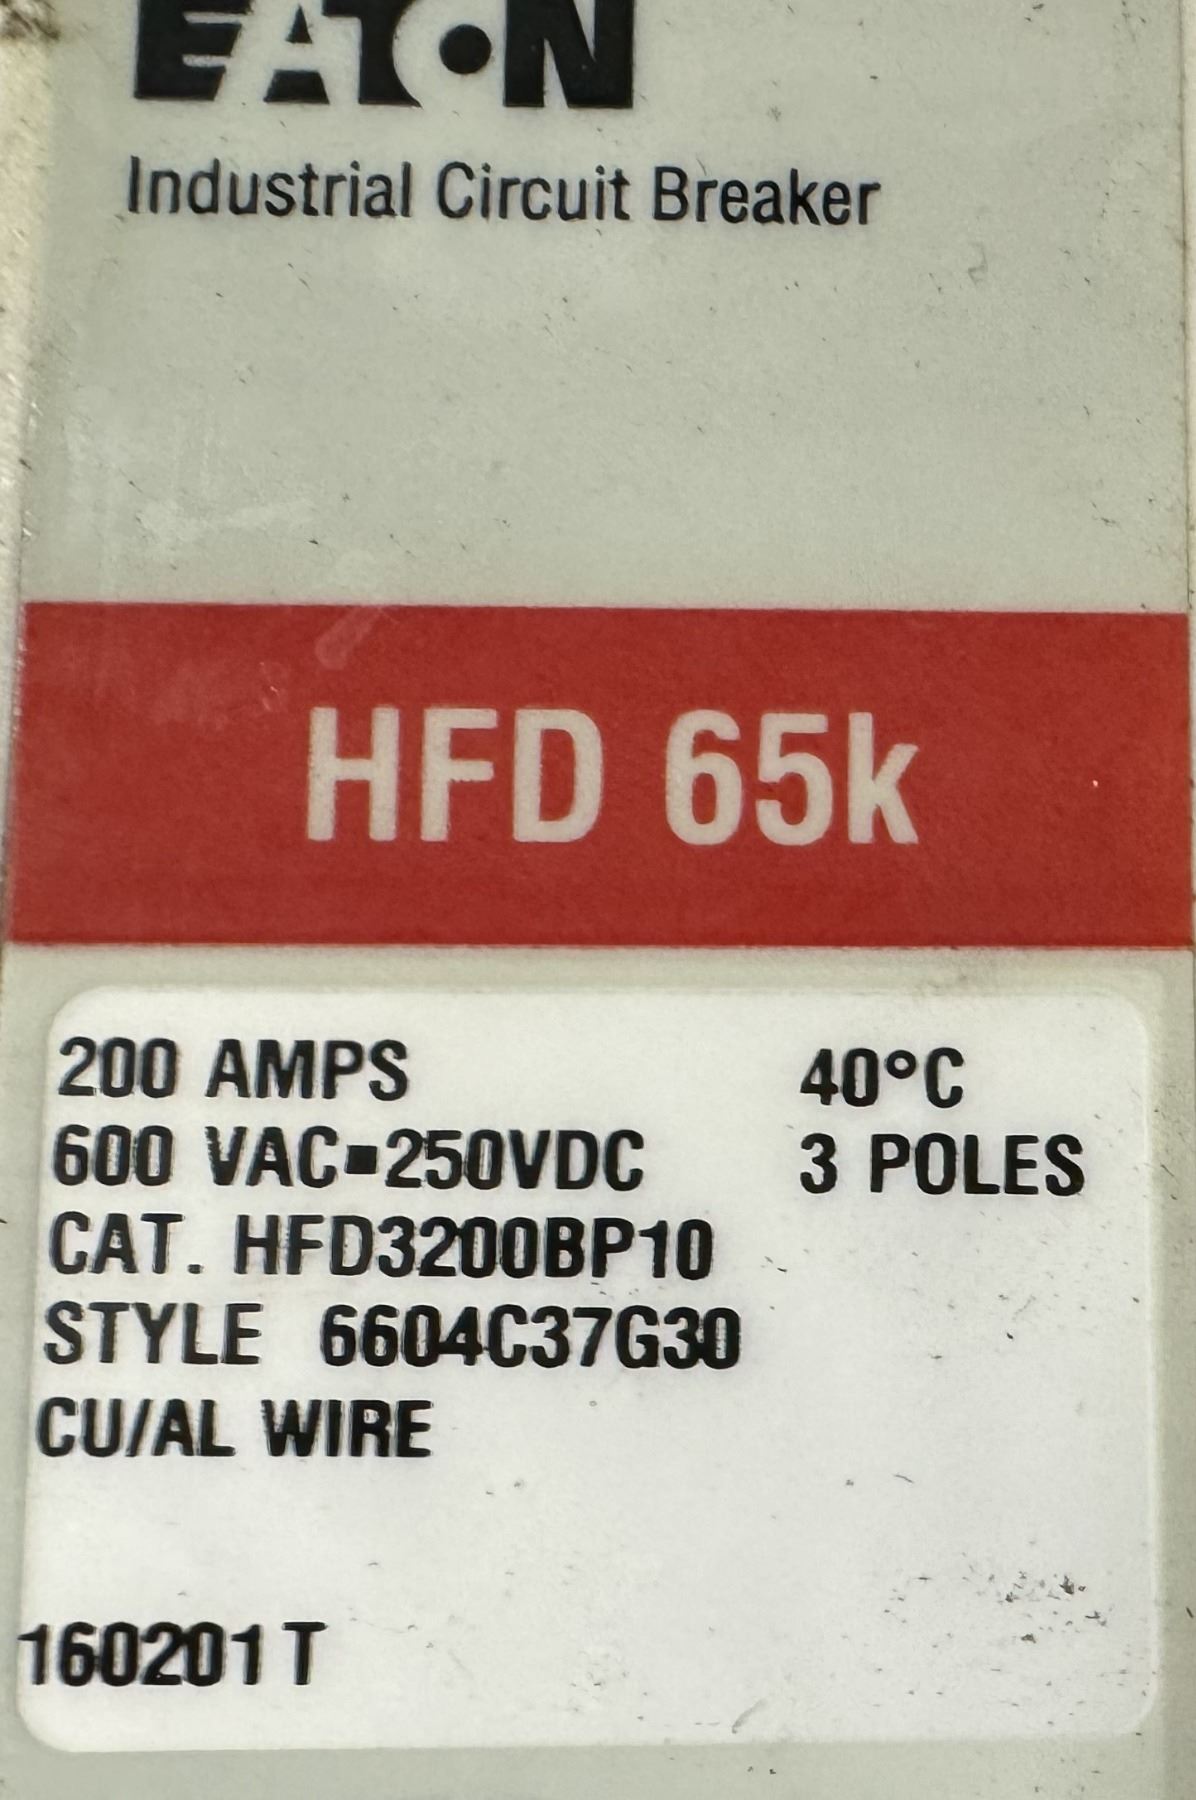 EATON
Industrial Circuit Breaker
HFD 65k
200 AMPS 40°C
600 VAC▪250VDC 3 POLES
CAT. HFD3200BP10
STYLE 6604C37G30
CU/AL WIRE
160201 T